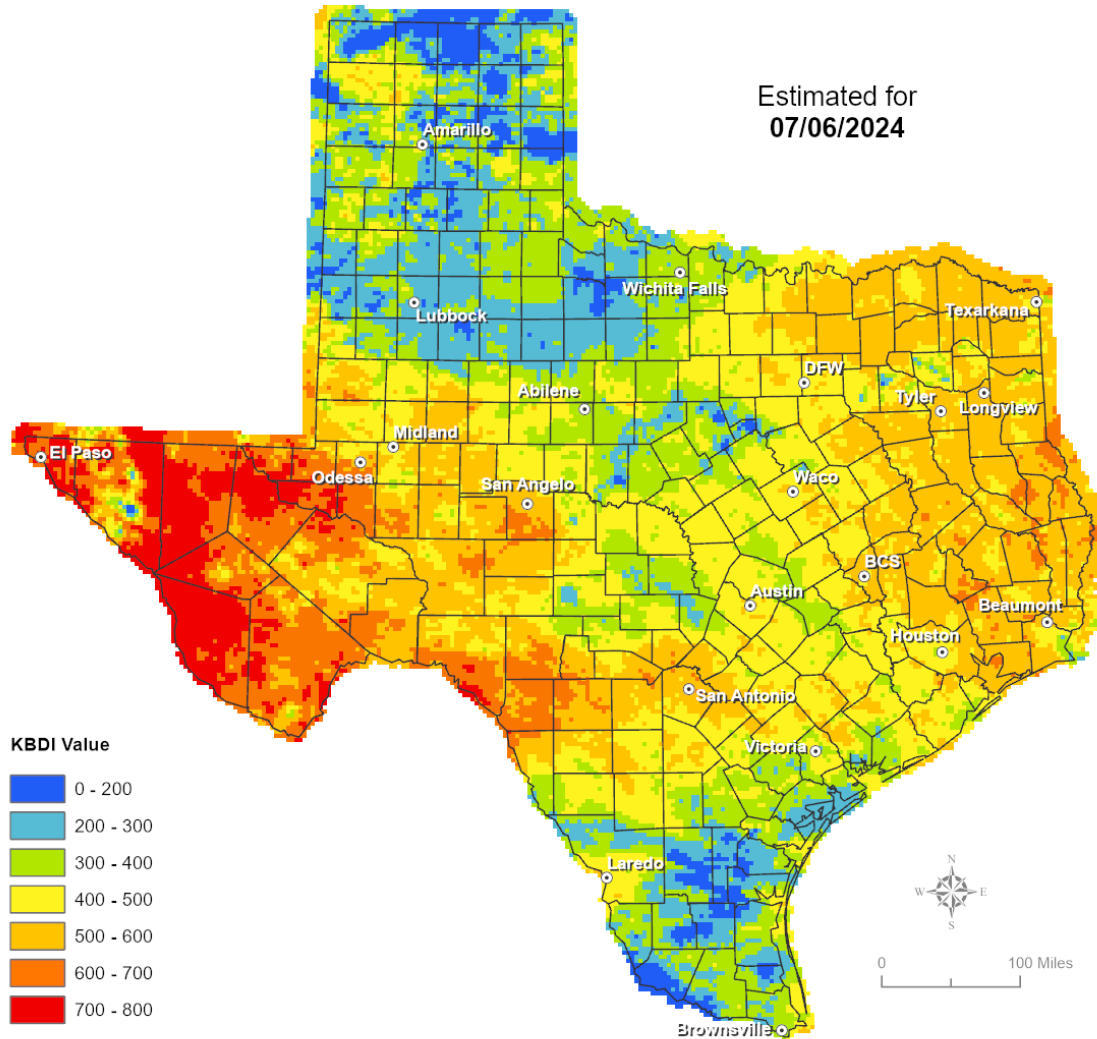 Estimated for
07/06/2024
Amarillo
Wichita Falls
Lubbock
Texarkana
DFW
Abilene
Tyler
Longview
Midland
El Paso
Odessa
San Angelo
Waco
BCS
Austin
Beaumont
Houston
San Antonio
Victoria
KBDI Value
0 - 200
200 - 300
300 - 400
400 - 500
500 - 600
600 - 700
700 - 800
Laredo
N
W
E
S
0
100 Miles
Brownsville